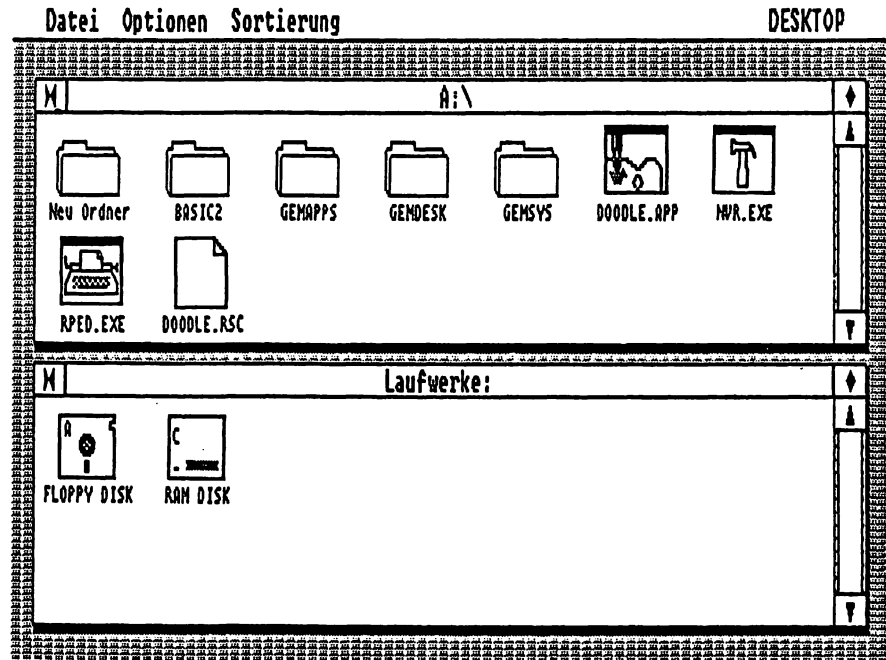 Datei Optionen Sortierung DESKTOP
A:\
Neu Ordner BASIC2 GEMAPPS GEMDESK GEMSYS DOODLE.APP NVR.EXE
RPED.EXE DOODLE.RSC
Laufwerke:
A C
FLOPPY DISK RAM DISK